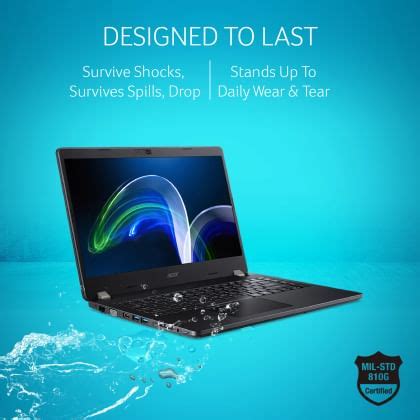 DESIGNED TO LAST
Survive Shocks,
Survives Spills, Drop
Stands Up To
Daily Wear & Tear
acer
MIL-STD
810G
Certified